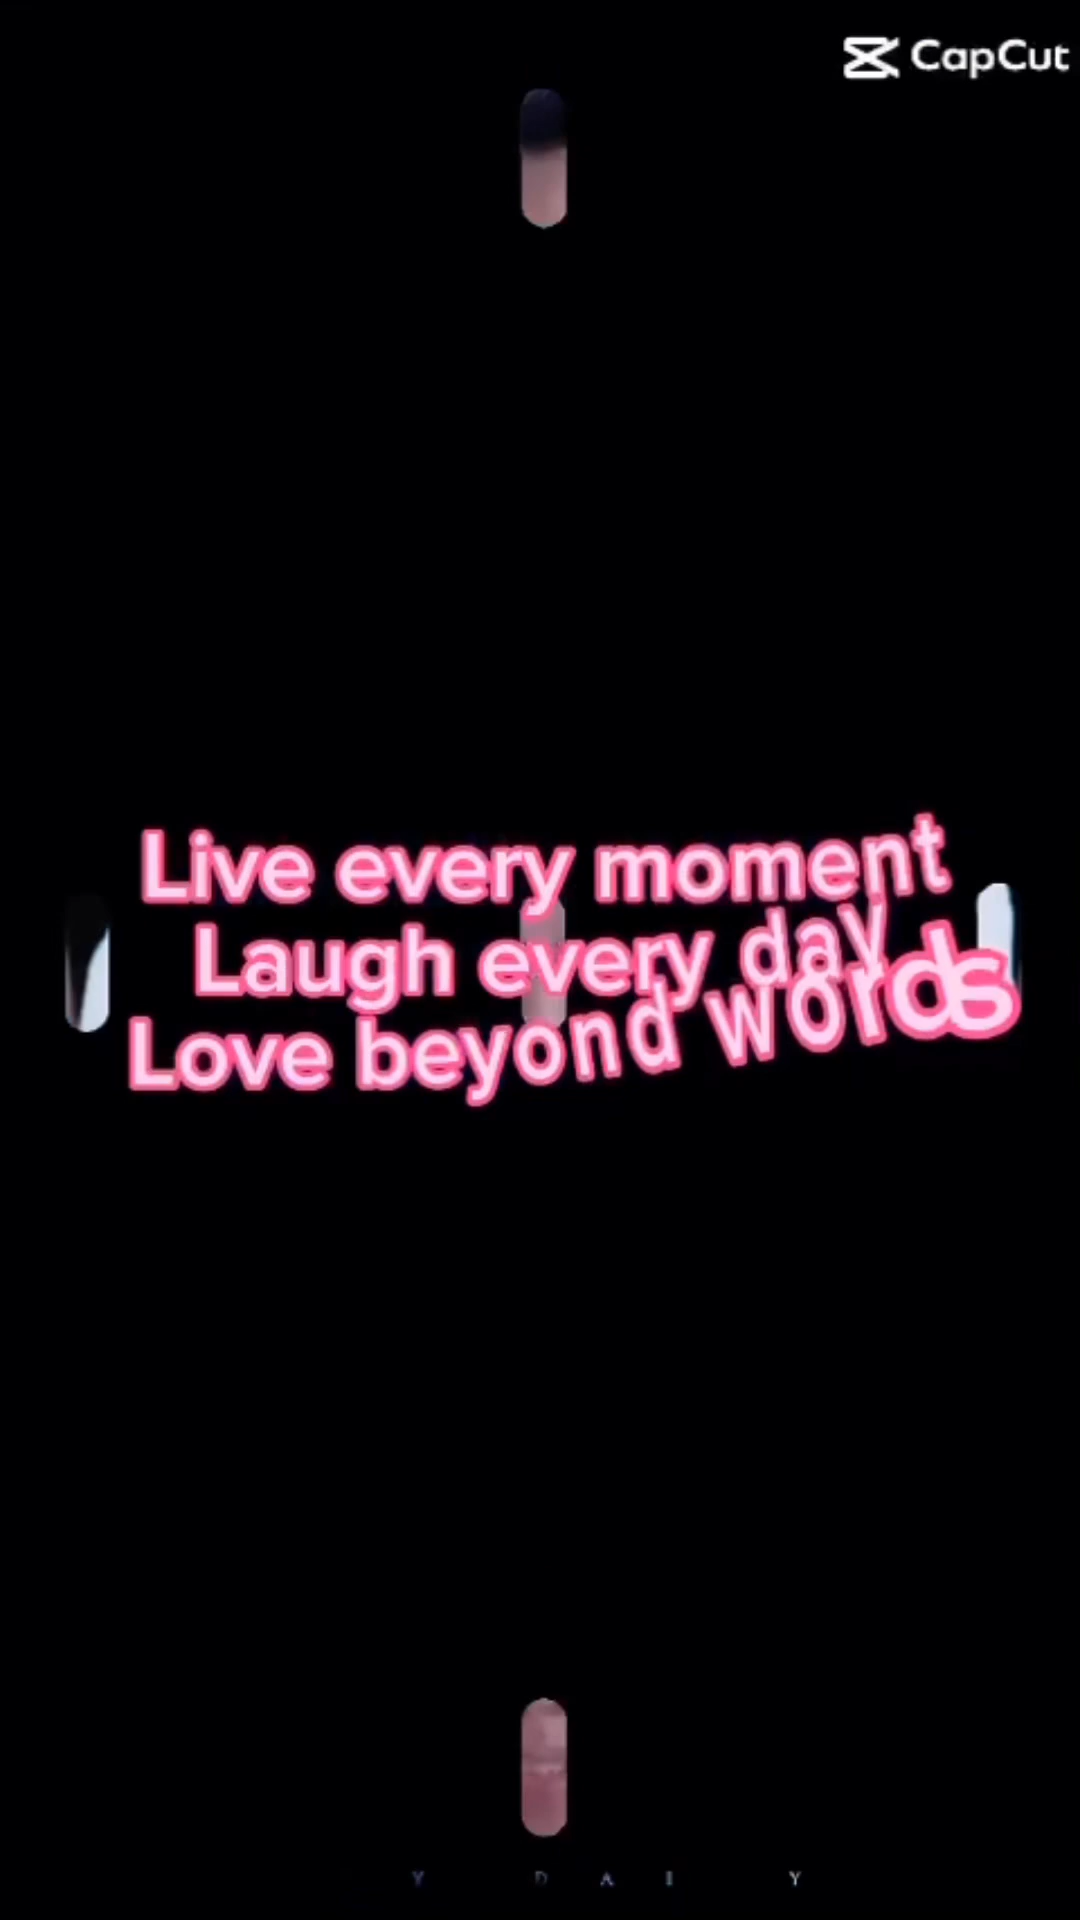 CapCut
Live every moment
Laugh every day
Love beyond words
Y D A I Y